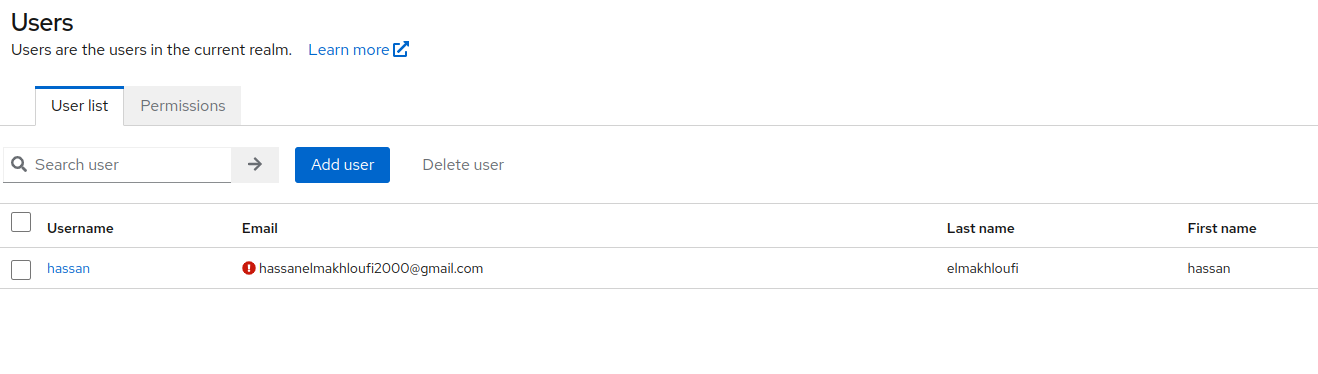 Users
Users are the users in the current realm. Learn more
User list Permissions
Search user Add user Delete user
Username Email Last name First name
hassan hassanelmakhloufi2000@gmail.com elmakhloufi hassan